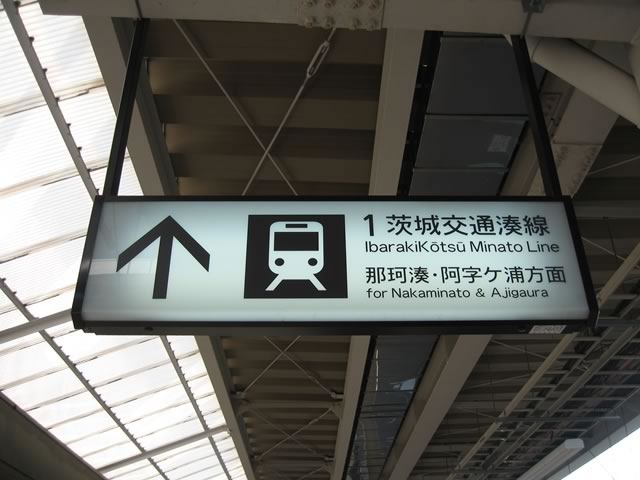 1 茨城交通湊線
IbarakiKōtsū Minato Line
那珂湊・阿字ケ浦方面
for Nakaminato & Ajigaura